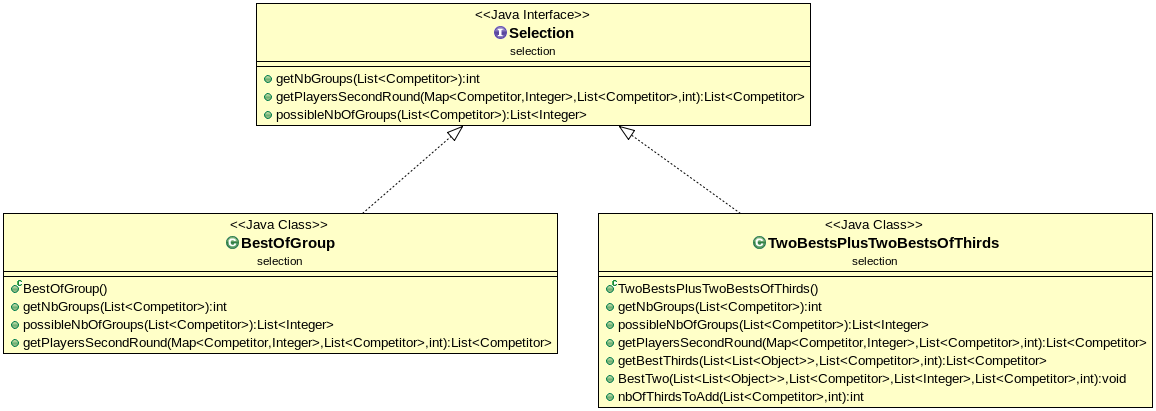 <<Java Interface>>
Selection
selection
getNbGroups(List<Competitor>):int
getPlayersSecondRound(Map<Competitor,Integer>,List<Competitor>,int):List<Competitor>
possibleNbOfGroups(List<Competitor>):List<Integer>
<<Java Class>>
BestOfGroup
selection
BestOfGroup()
getNbGroups(List<Competitor>):int
possibleNbOfGroups(List<Competitor>):List<Integer>
getPlayersSecondRound(Map<Competitor,Integer>,List<Competitor>,int):List<Competitor>
<<Java Class>>
TwoBestsPlusTwoBestsOfThirds
selection
TwoBestsPlusTwoBestsOfThirds()
getNbGroups(List<Competitor>):int
possibleNbOfGroups(List<Competitor>):List<Integer>
getPlayersSecondRound(Map<Competitor,Integer>,List<Competitor>,int):List<Competitor>
getBestThirds(List<List<Object>>,List<Competitor>,int):List<Competitor>
BestTwo(List<List<Object>>,List<Competitor>,List<Integer>,List<Competitor>,int):void
nbOfThirdsToAdd(List<Competitor>,int):int